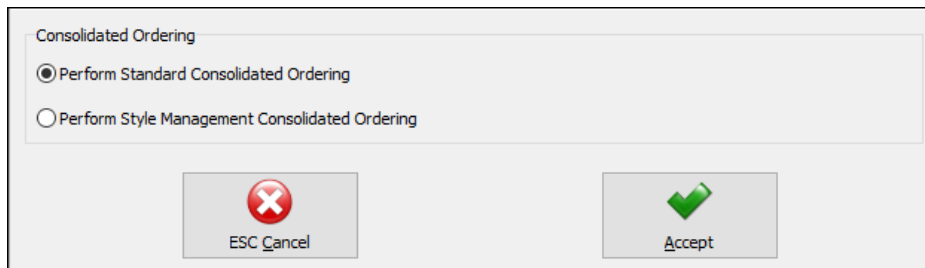 Consolidated Ordering
Perform Standard Consolidated Ordering
Perform Style Management Consolidated Ordering
ESC Cancel
Accept